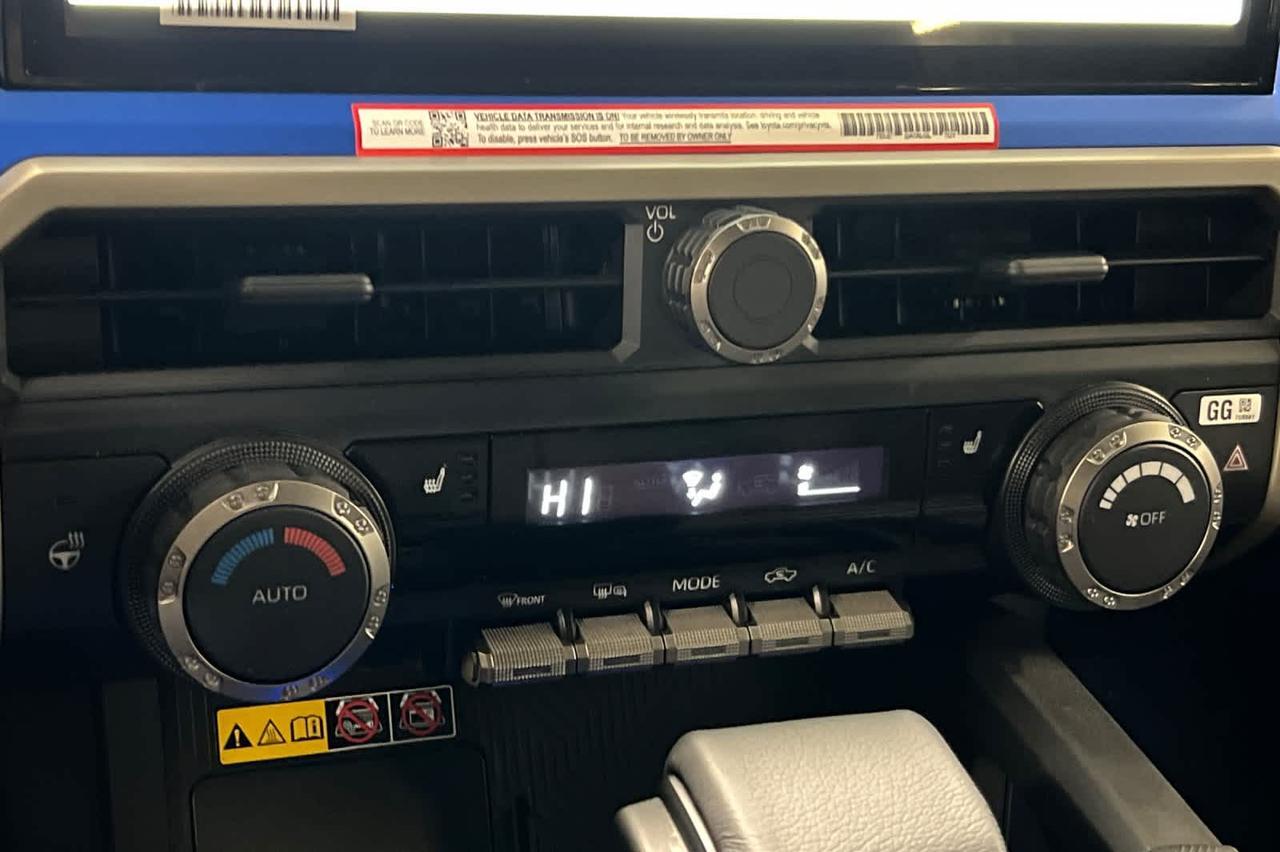 SCAN QR CODE
TO LEARN MORE
VEHICLE DATA TRANSMISSION IS ON! Your vehicle wirelessly transmits location, driving and vehicle
health data to deliver your services and for internal research and data analysis. See toyota.com/privacyvts.
To disable, press vehicle's SOS button. TO BE REMOVED BY OWNER ONLY
VOL
GG
HI
OFF
AUTO
FRONT
MODE
A/C